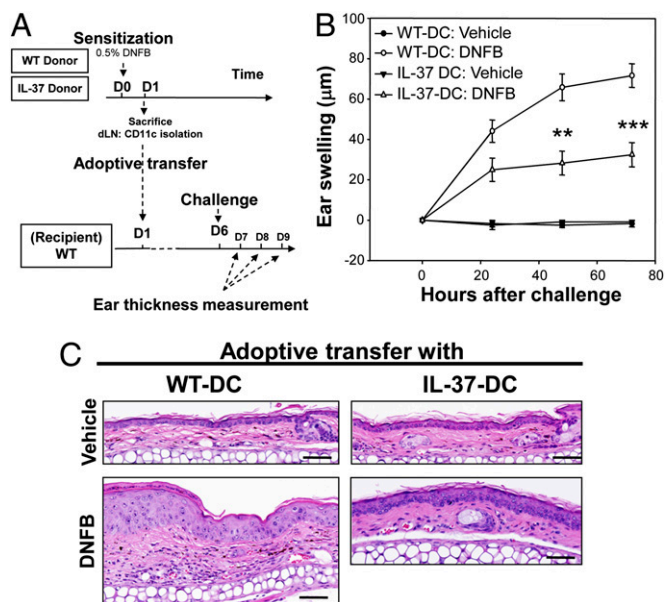 A
Sensitization
0.5% DNFB
WT Donor
IL-37 Donor
D0 D1
Time
Sacrifice
dLN: CD11c isolation
Adoptive transfer
Challenge
(Recipient)
WT
D1
D6
D7 D8 D9
Ear thickness measurement
B
WT-DC: Vehicle
WT-DC: DNFB
IL-37 DC: Vehicle
IL-37-DC: DNFB
Ear swelling (μm)
100
80
60
40
20
0
-20
** ***
0 20 40 60 80
Hours after challenge
C
Adoptive transfer with
WT-DC IL-37-DC
Vehicle
DNFB